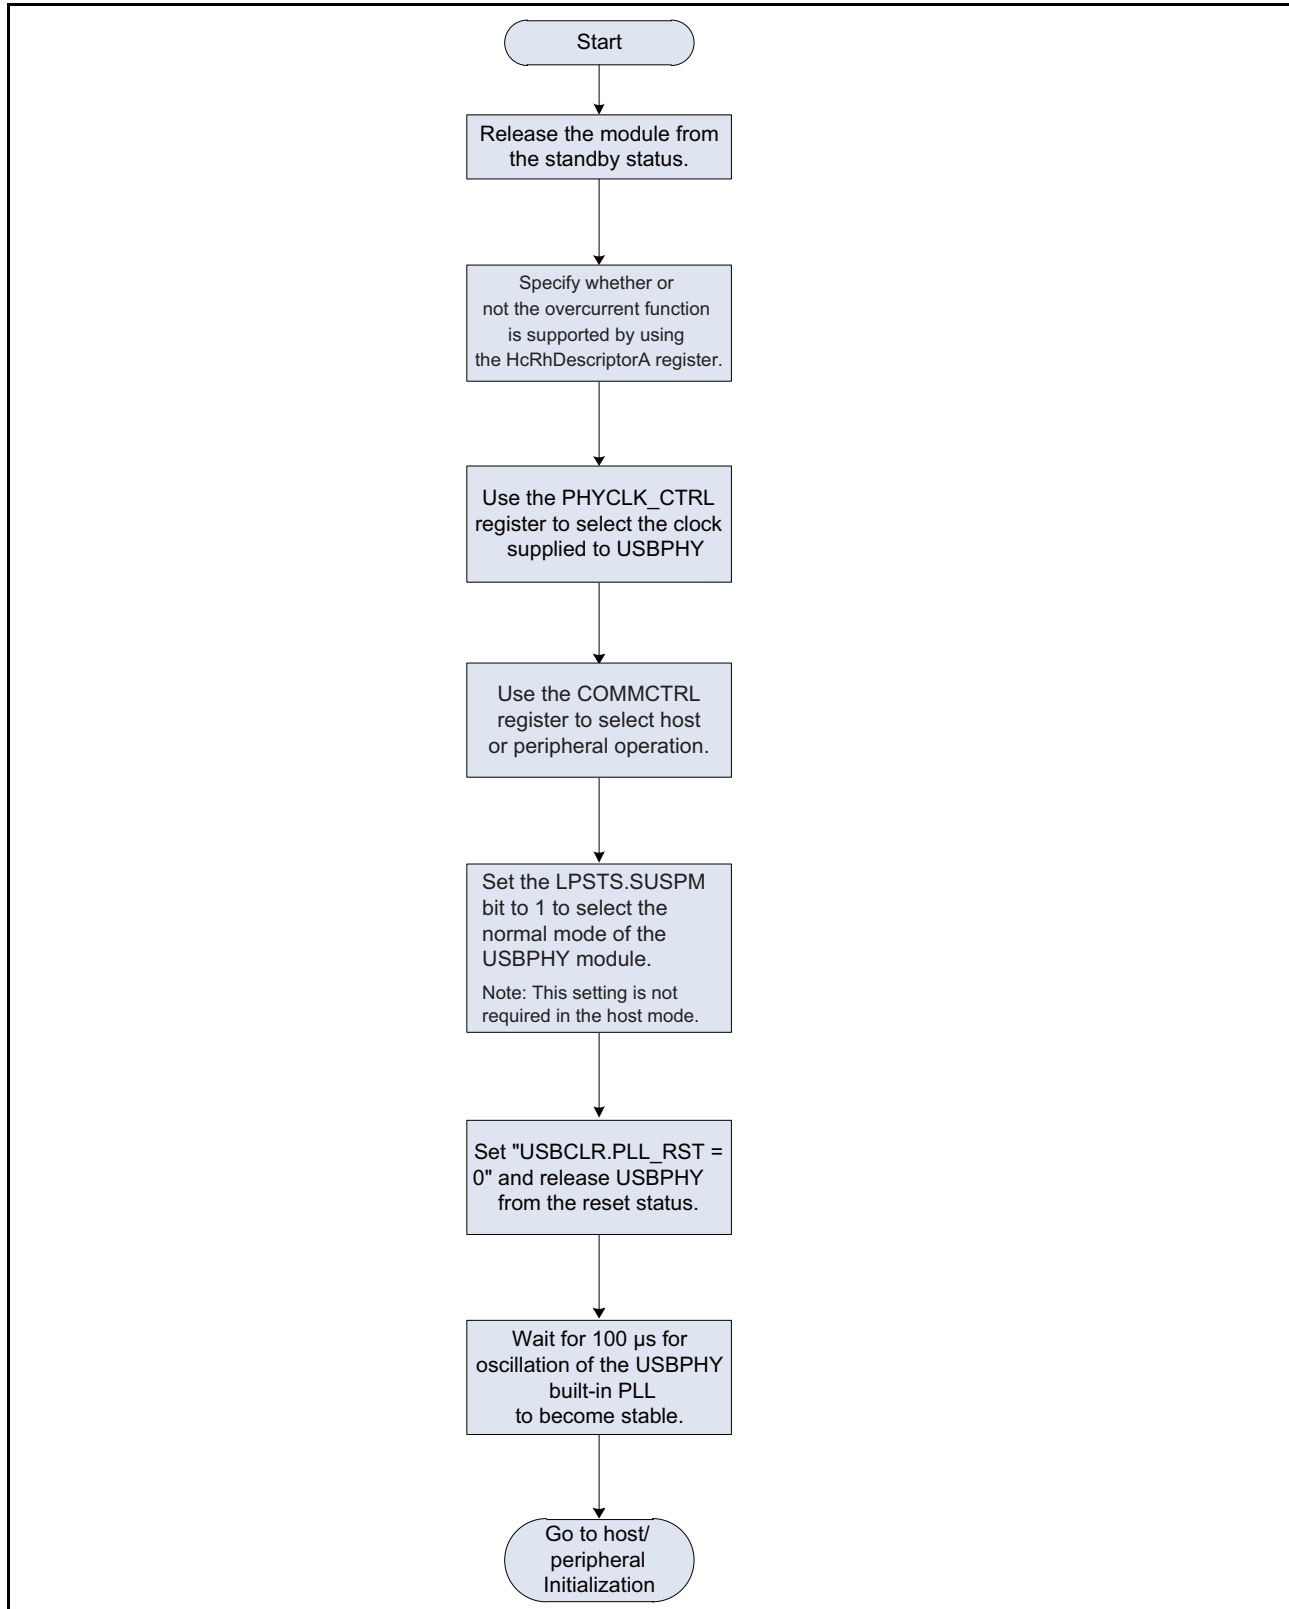 Start
Release the module from
the standby status.
Specify whether or
not the overcurrent function
is supported by using
the HcRhDescriptorA register.
Use the PHYCLK_CTRL
register to select the clock
supplied to USBPHY
Use the COMMCTRL
register to select host
or peripheral operation.
Set the LPSTS.SUSPM
bit to 1 to select the
normal mode of the
USBPHY module.
Note: This setting is not
required in the host mode.
Set "USBCLR.PLL_RST =
0" and release USBPHY
from the reset status.
Wait for 100 µs for
oscillation of the USBPHY
built-in PLL
to become stable.
Go to host/
peripheral
Initialization